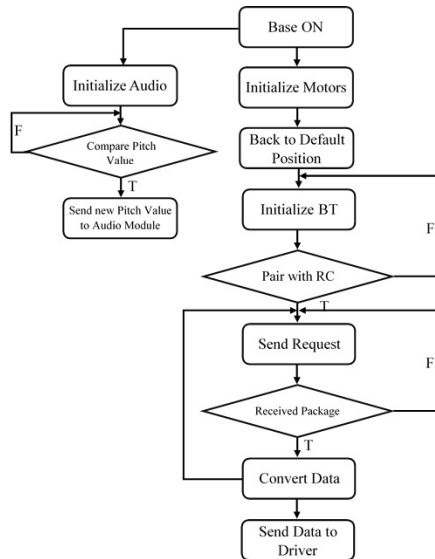 Base ON
Initialize Audio
Initialize Motors
F
Compare Pitch
Value
Back to Default
Position
T
Send new Pitch Value
to Audio Module
Initialize BT
F
Pair with RC
T
Send Request
F
Received Package
T
Convert Data
Send Data to
Driver